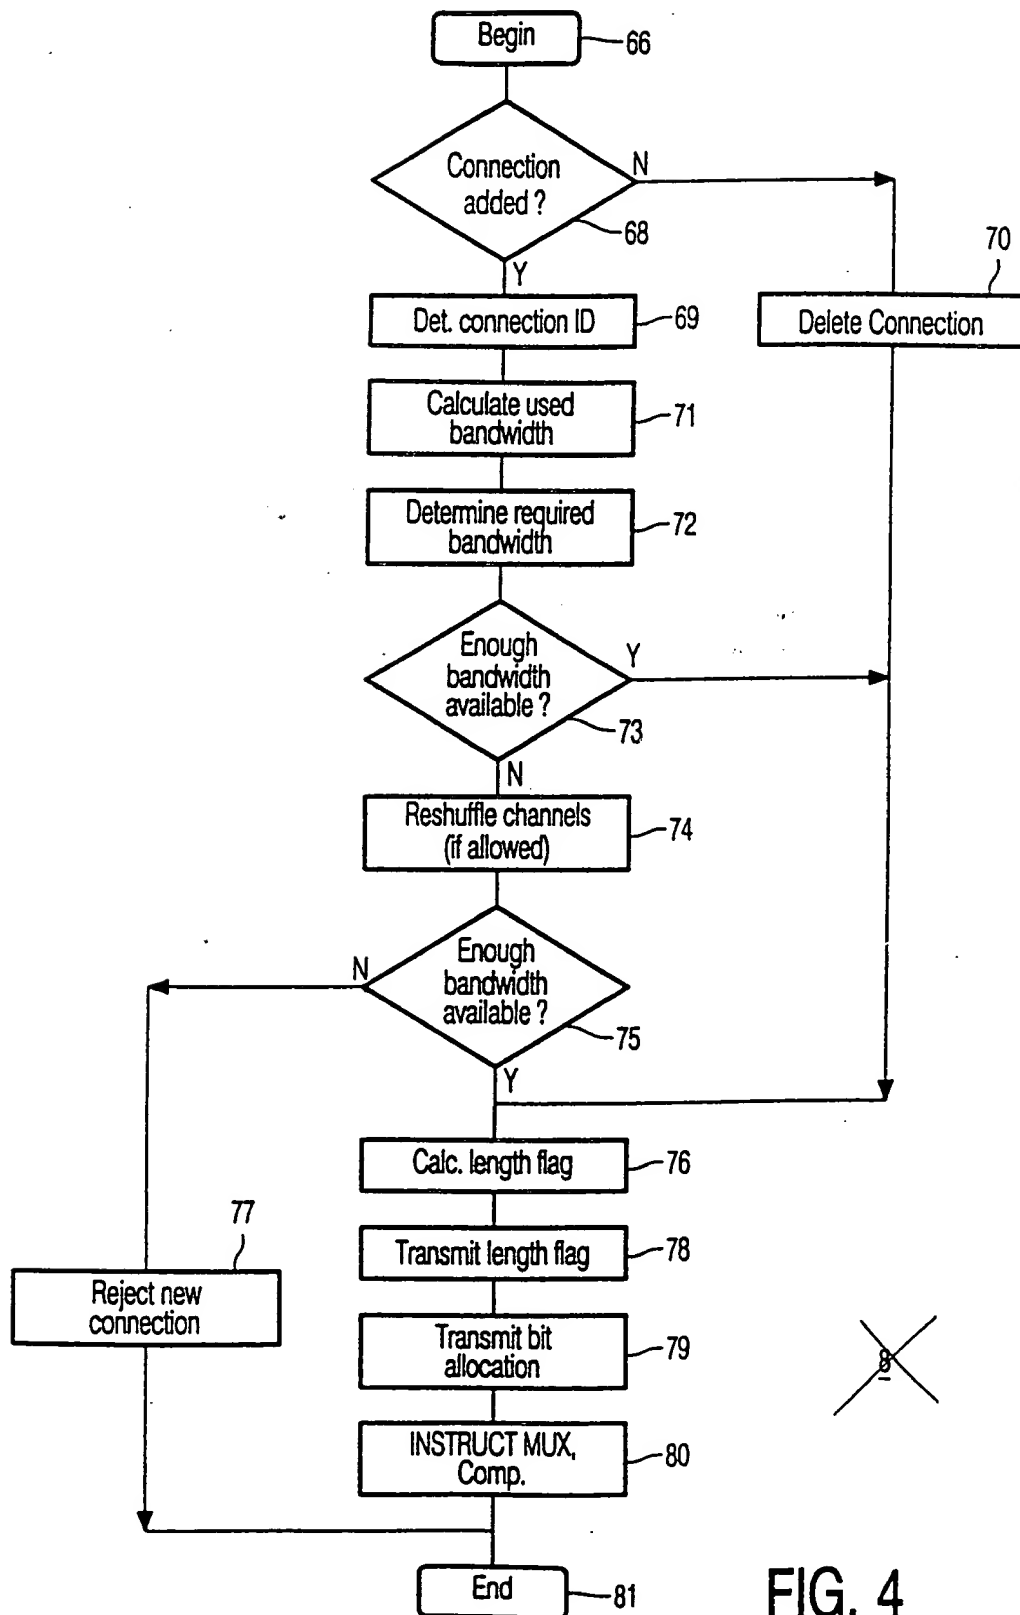 Begin
66
Connection
added ?
N
68
Y
70
Det. connection ID
69
Delete Connection
Calculate used
bandwidth
71
Determine required
bandwidth
72
Enough
bandwidth
available ?
Y
73
N
Reshuffle channels
(if allowed)
74
Enough
bandwidth
available ?
N
75
Y
Calc. length flag
76
77
Transmit length flag
78
Reject new
connection
Transmit bit
allocation
79
8
INSTRUCT MUX,
Comp.
80
End
81
FIG. 4